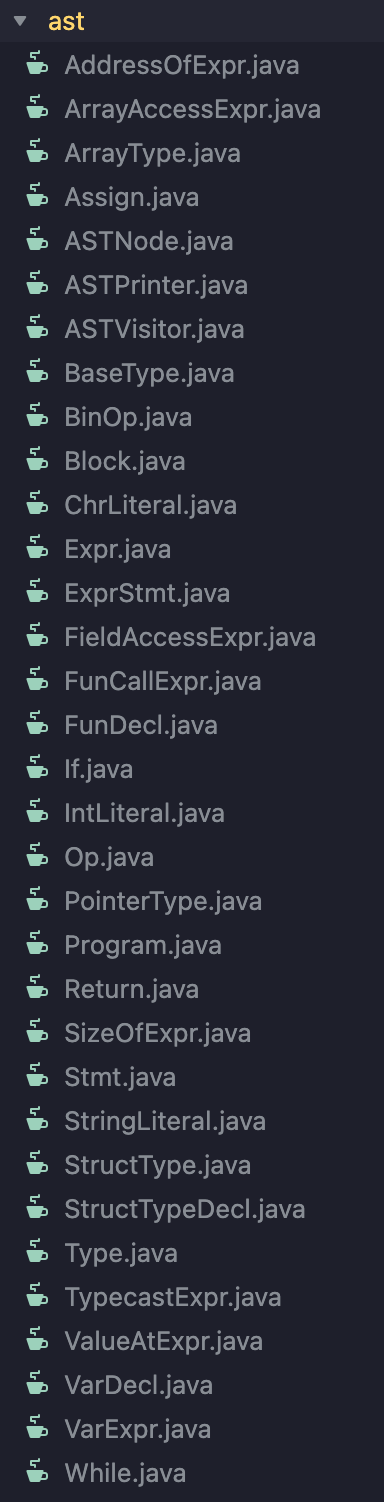 ast
AddressOfExpr.java
ArrayAccessExpr.java
ArrayType.java
Assign.java
ASTNode.java
ASTPrinter.java
ASTVisitor.java
BaseType.java
BinOp.java
Block.java
ChrLiteral.java
Expr.java
ExprStmt.java
FieldAccessExpr.java
FunCallExpr.java
FunDecl.java
If.java
IntLiteral.java
Op.java
PointerType.java
Program.java
Return.java
SizeOfExpr.java
Stmt.java
StringLiteral.java
StructType.java
StructTypeDecl.java
Type.java
TypecastExpr.java
ValueAtExpr.java
VarDecl.java
VarExpr.java
While.java